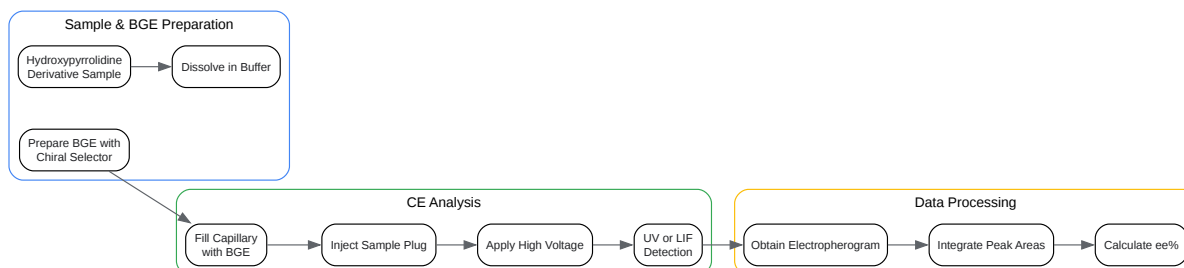 Sample & BGE Preparation
Hydroxypyrrolidine
Derivative Sample
Dissolve in Buffer
Prepare BGE with
Chiral Selector
CE Analysis
Fill Capillary
with BGE
Inject Sample Plug
Apply High Voltage
UV or LIF
Detection
Data Processing
Obtain Electropherogram
Integrate Peak Areas
Calculate ee%